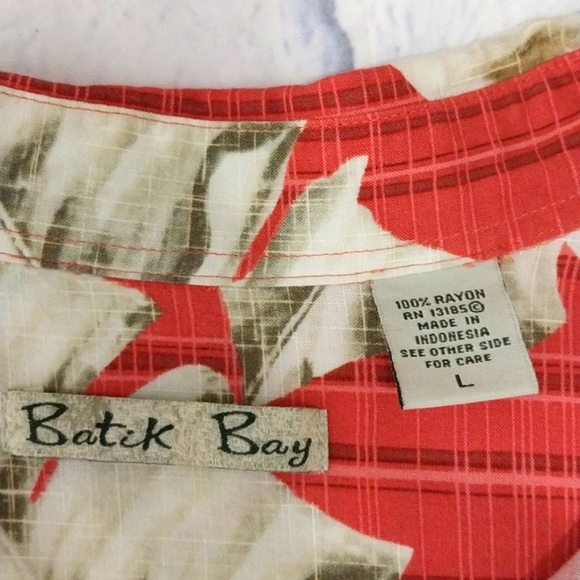 100% RAYON
RN 13185©
MADE IN
INDONESIA
SEE OTHER SIDE
FOR CARE
L
Batik Bay